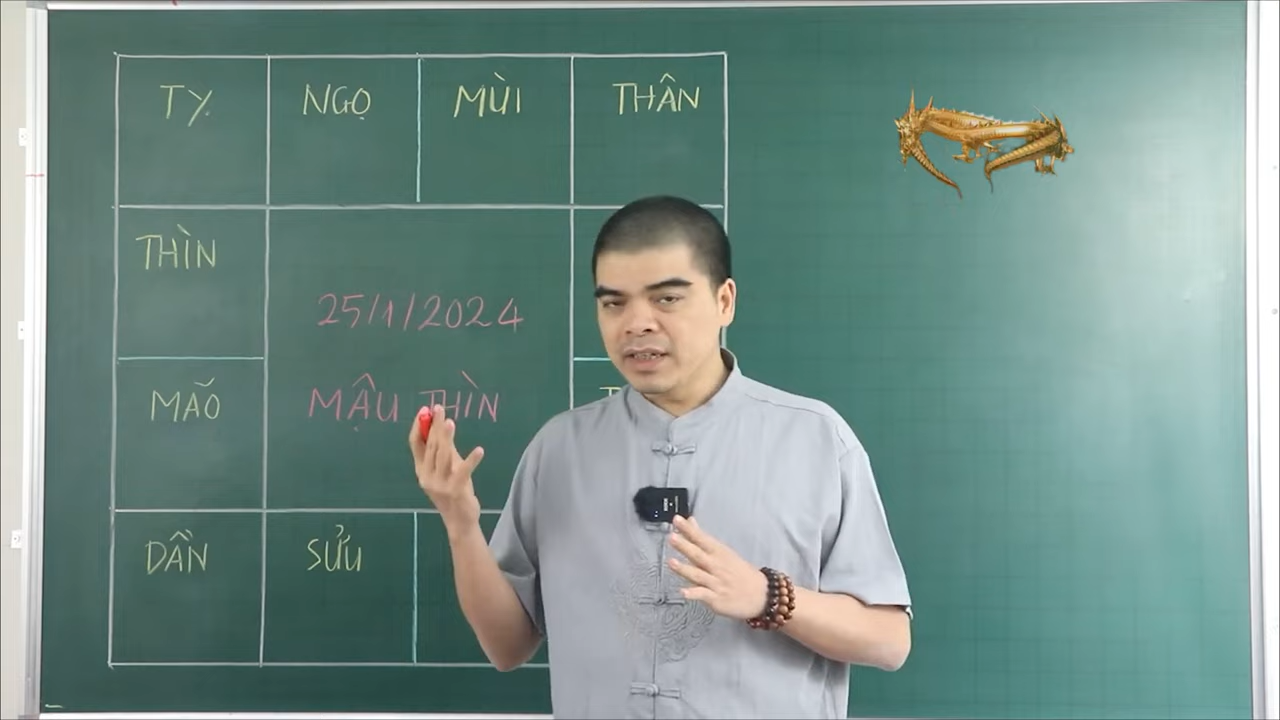 TỴ NGỌ MÙI THÂN
THÌN
25/1/2024
MÃO MẬU THÌN
DẦN SỬU